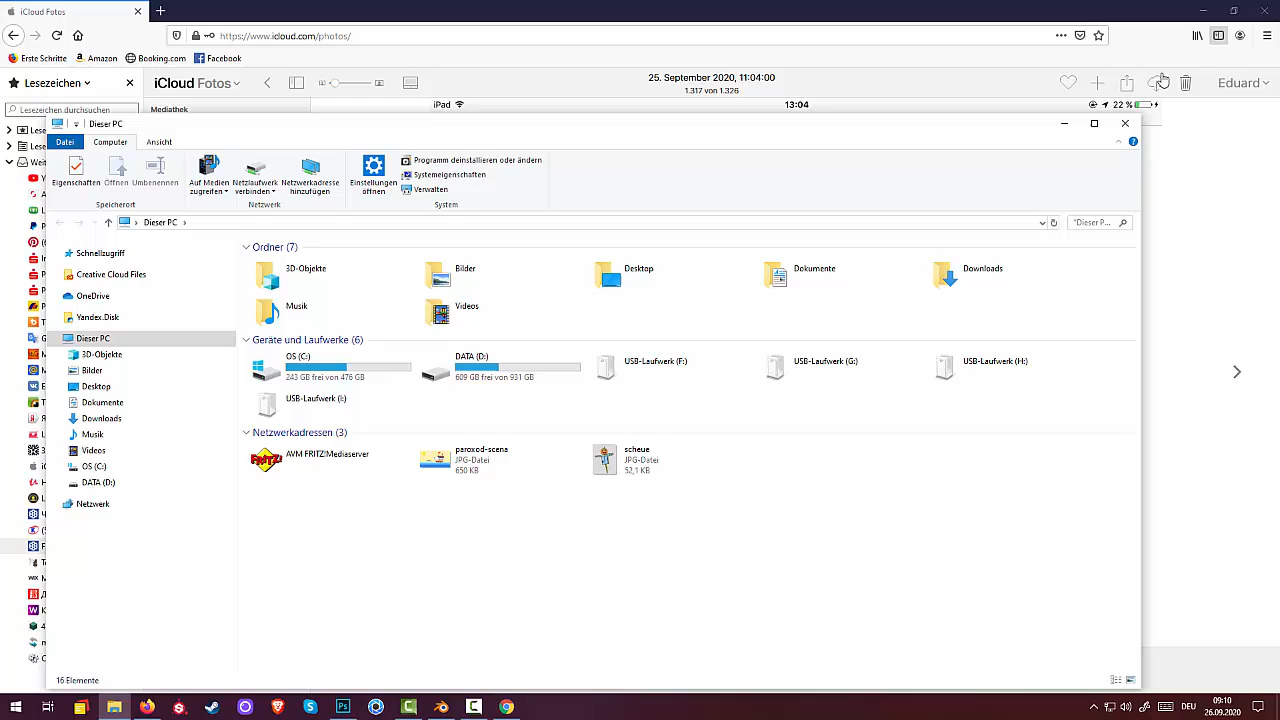 iCloud Fotos
https://www.icloud.com/photos/
Erste Schritte
Amazon
Booking.com
Facebook
Lesezeichen
iCloud Fotos
25. September 2020, 11:04:00
1.317 von 1.326
Eduard
Lesezeichen durchsuchen
Mediathek
iPad
13:04
22 %
Lese
Lese
Weit
Dieser PC
Datei
Computer
Ansicht
Eigenschaften
Öffnen
Umbenennen
Auf Medien zugreifen
Netzlaufwerk verbinden
Netzwerkadresse hinzufügen
Einstellungen öffnen
Programm deinstallieren oder ändern
Systemeigenschaften
Verwalten
Speicherort
Netzwerk
System
Dieser PC
"Dieser P...
Schnellzugriff
Creative Cloud Files
OneDrive
Yandex.Disk
Dieser PC
3D-Objekte
Bilder
Desktop
Dokumente
Downloads
Musik
Videos
OS (C:)
DATA (D:)
Netzwerk
Ordner (7)
3D-Objekte
Bilder
Desktop
Dokumente
Downloads
Musik
Videos
Geräte und Laufwerke (6)
OS (C:)
243 GB frei von 476 GB
DATA (D:)
609 GB frei von 931 GB
USB-Laufwerk (F:)
USB-Laufwerk (G:)
USB-Laufwerk (H:)
USB-Laufwerk (I:)
Netzwerkadressen (3)
AVM FRITZ!Mediaserver
paroxod-scena
JPG-Datei
650 KB
scheue
JPG-Datei
52,1 KB
16 Elemente
DEU
09:10
26.09.2020